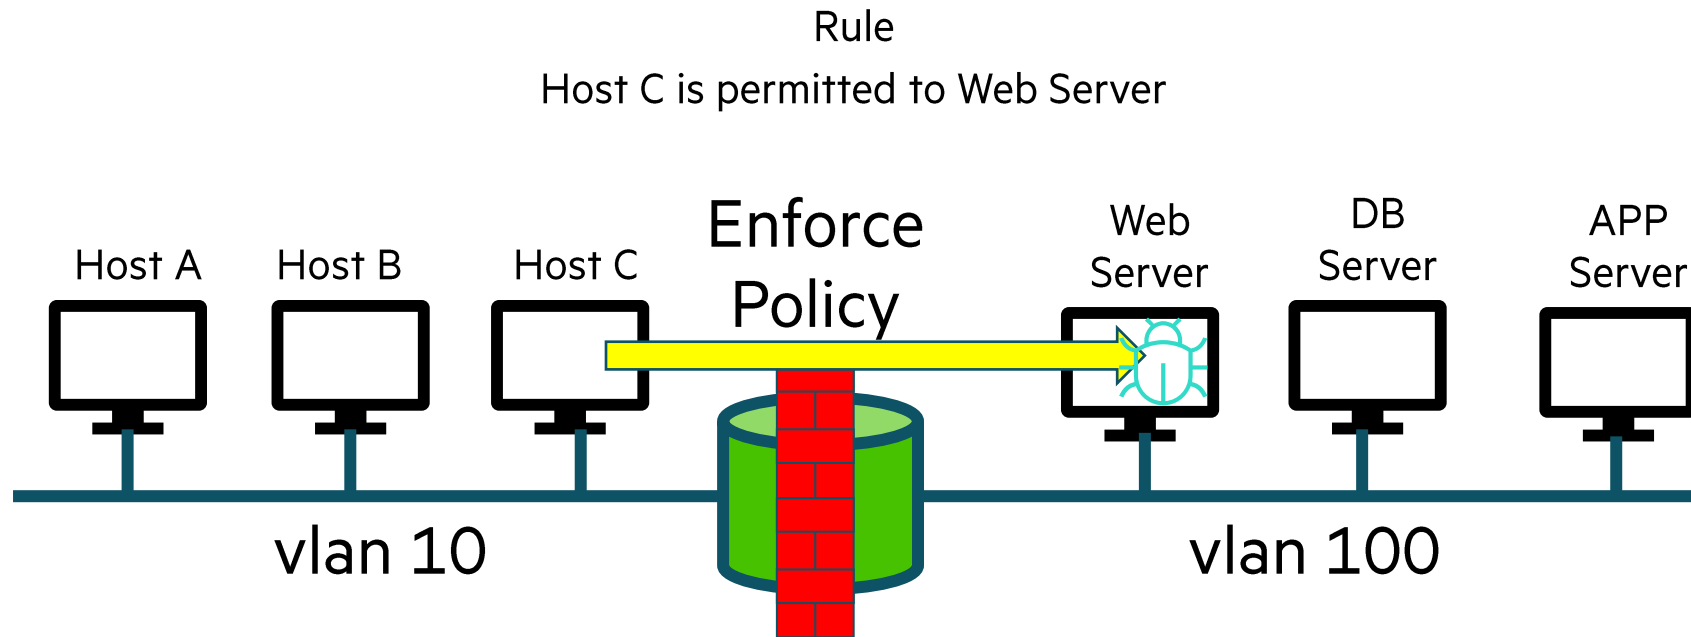 Rule
Host C is permitted to Web Server
Enforce
Policy
Host A
Host B
Host C
Web
Server
DB
Server
APP
Server
vlan 10
vlan 100